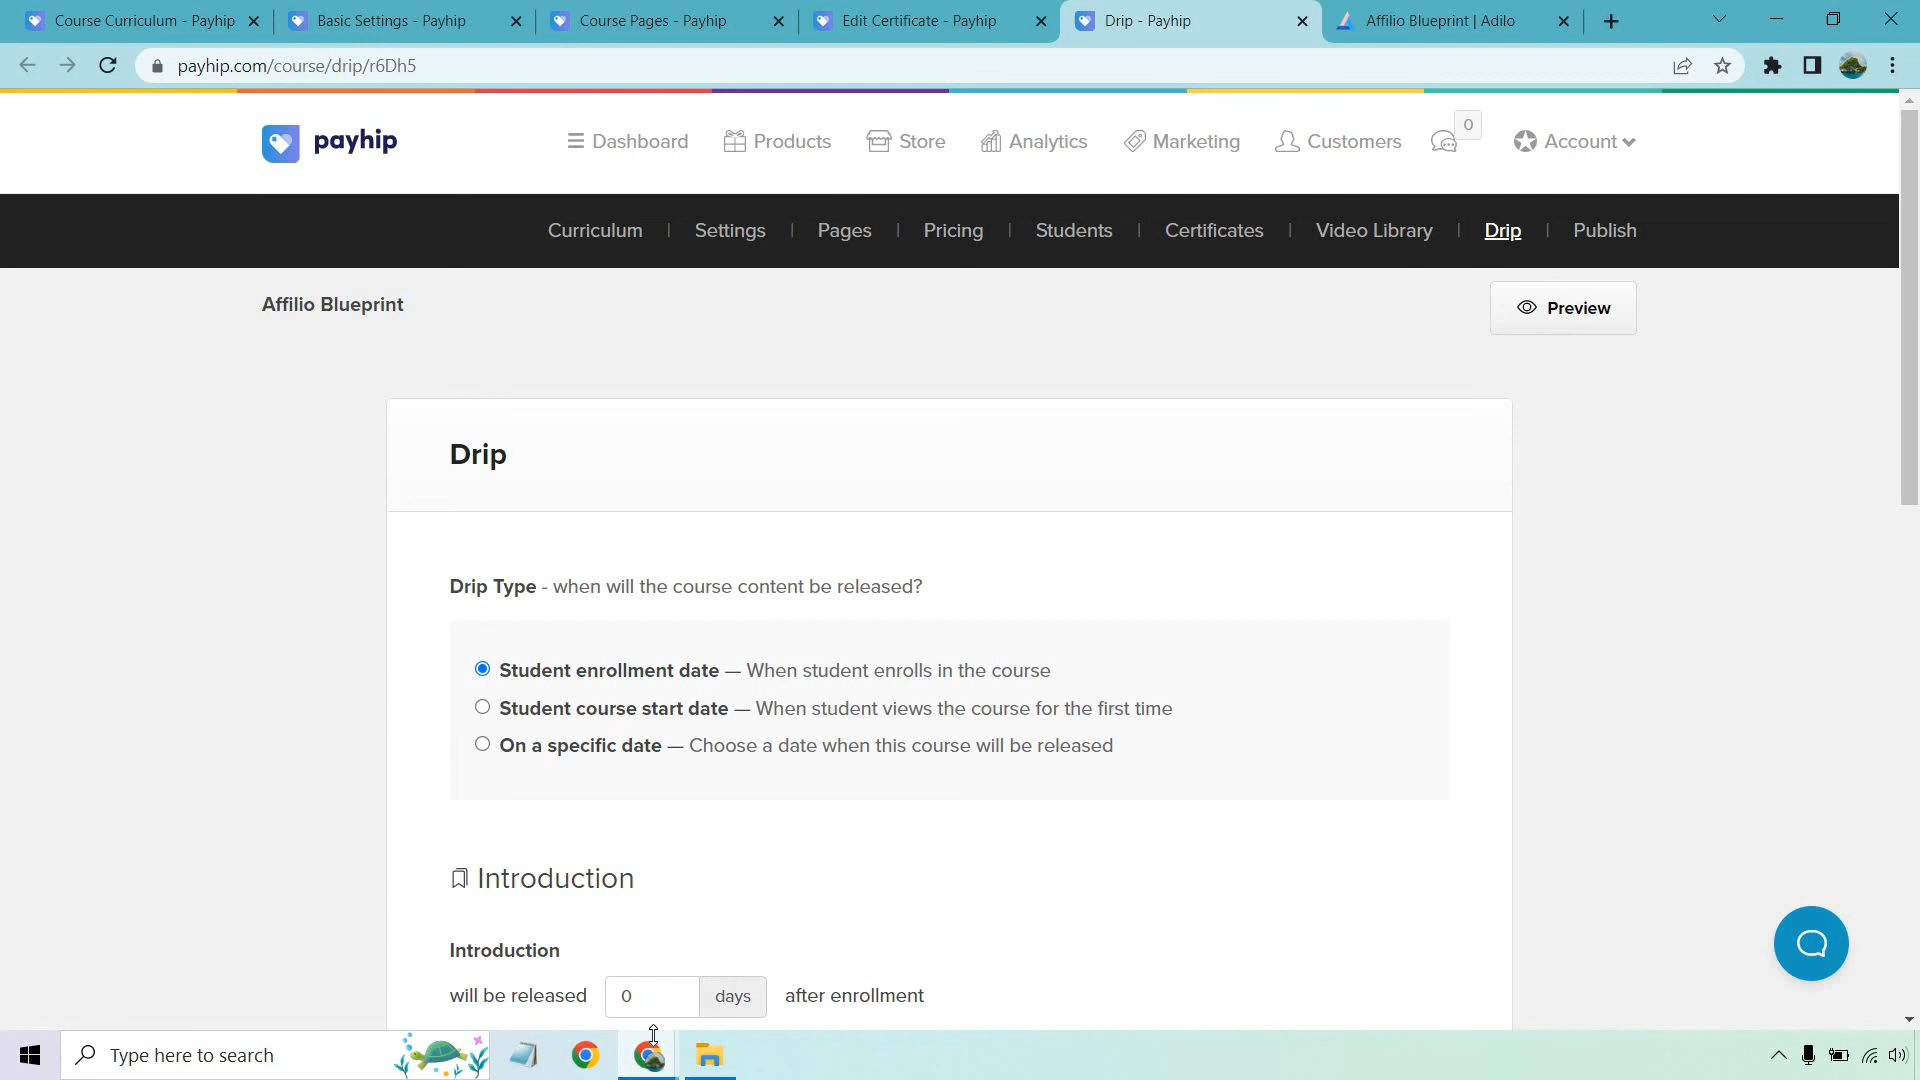 Course Curriculum - Payhip
Basic Settings - Payhip
Course Pages - Payhip
Edit Certificate - Payhip
Drip - Payhip
Affilio Blueprint | Adilo
payhip.com/course/drip/r6Dh5
payhip
Dashboard
Products
Store
Analytics
Marketing
Customers
0
Account
Curriculum | Settings | Pages | Pricing | Students | Certificates | Video Library | Drip | Publish
Affilio Blueprint
Preview
Drip
Drip Type - when will the course content be released?
Student enrollment date — When student enrolls in the course
Student course start date — When student views the course for the first time
On a specific date — Choose a date when this course will be released
Introduction
Introduction
will be released 0 days after enrollment
Type here to search